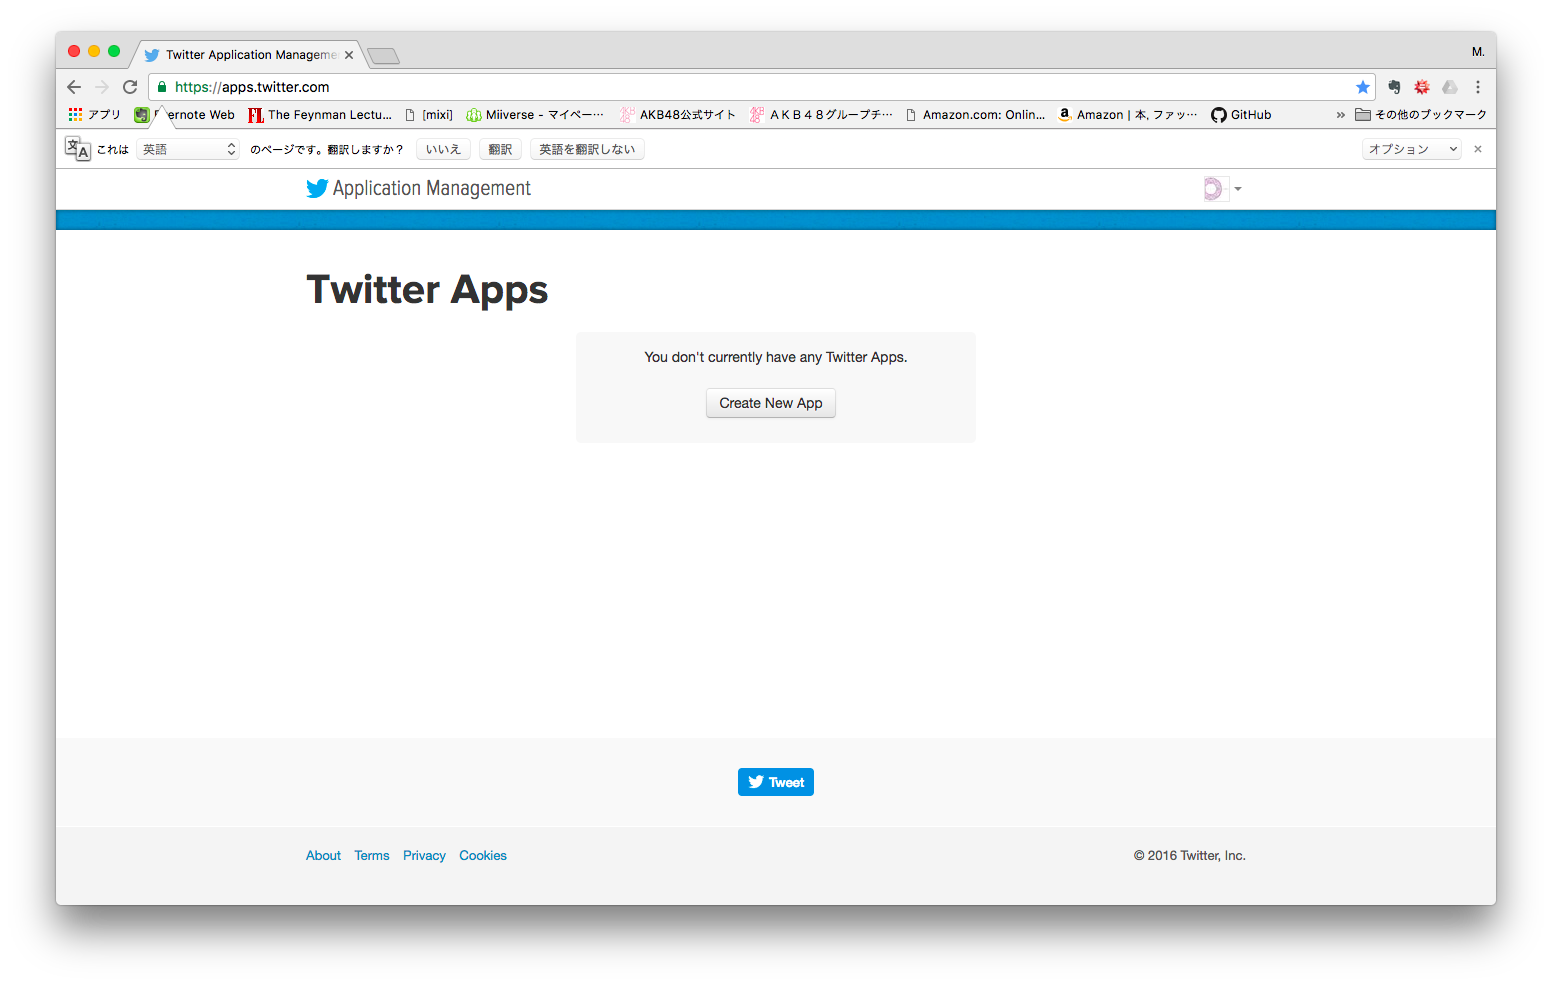 Twitter Application Manageme
M.
https://apps.twitter.com
アプリ ernote Web The Feynman Lectu... [mixi] Miiverse - マイペー… AKB48公式サイト ＡＫＢ４８グループチ… Amazon.com: Onlin... Amazon | 本, ファッ… GitHub » その他のブックマーク
これは 英語 のページです。翻訳しますか？ いいえ 翻訳 英語を翻訳しない オプション
Application Management
Twitter Apps
You don't currently have any Twitter Apps.
Create New App
Tweet
About Terms Privacy Cookies © 2016 Twitter, Inc.